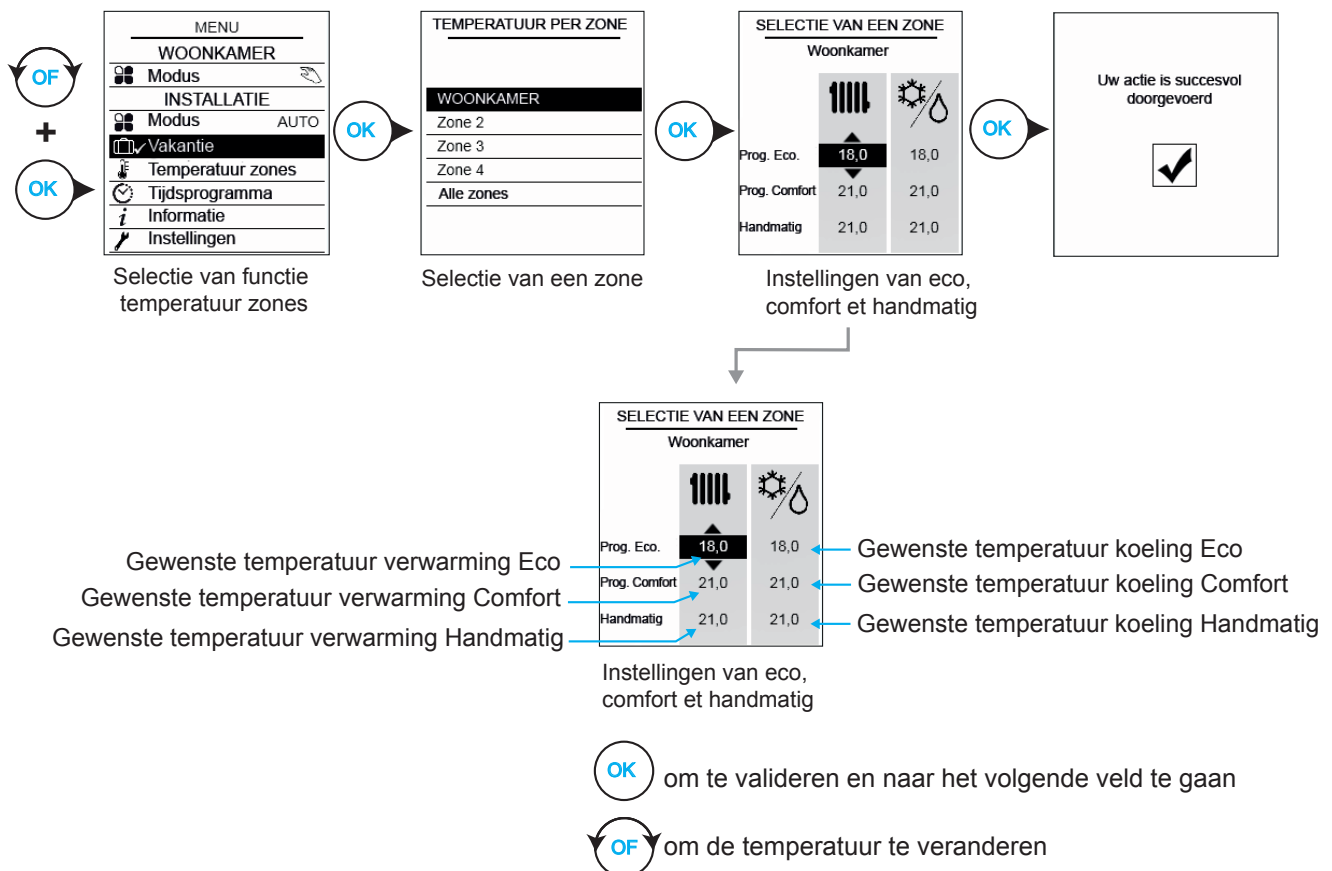 OF
+
OK
MENU
WOONKAMER
Modus
INSTALLATIE
Modus AUTO
Vakantie
Temperatuur zones
Tijdsprogramma
i Informatie
Instellingen
Selectie van functie
temperatuur zones
OK
TEMPERATUUR PER ZONE
WOONKAMER
Zone 2
Zone 3
Zone 4
Alle zones
Selectie van een zone
OK
SELECTIE VAN EEN ZONE
Woonkamer
Prog. Eco. 18,0 18,0
Prog. Comfort 21,0 21,0
Handmatig 21,0 21,0
Instellingen van eco,
comfort et handmatig
OK
Uw actie is succesvol
doorgevoerd
SELECTIE VAN EEN ZONE
Woonkamer
Prog. Eco. 18,0 18,0
Prog. Comfort 21,0 21,0
Handmatig 21,0 21,0
Gewenste temperatuur verwarming Eco
Gewenste temperatuur verwarming Comfort
Gewenste temperatuur verwarming Handmatig
Gewenste temperatuur koeling Eco
Gewenste temperatuur koeling Comfort
Gewenste temperatuur koeling Handmatig
Instellingen van eco,
comfort et handmatig
OK om te valideren en naar het volgende veld te gaan
OF om de temperatuur te veranderen